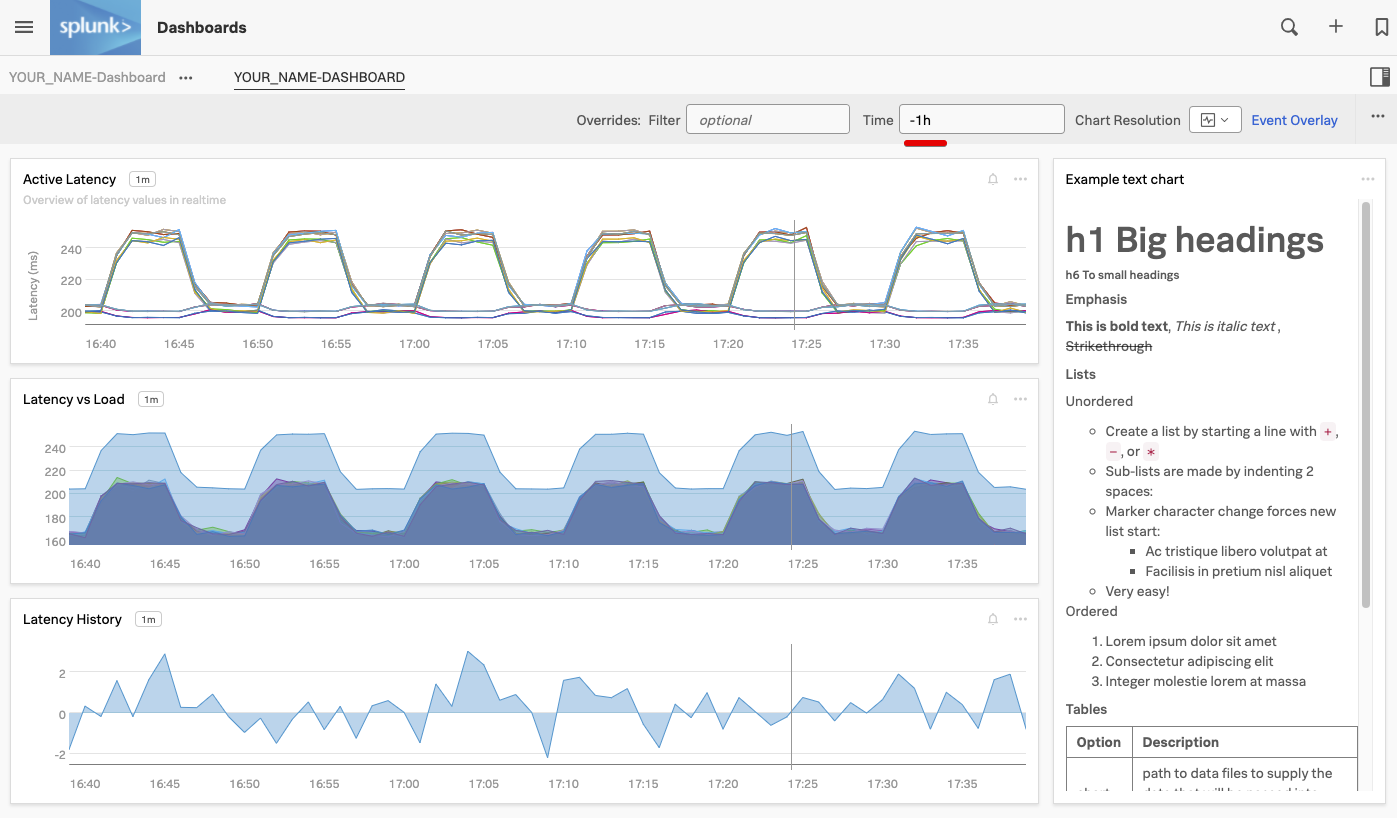 splunk> Dashboards
YOUR_NAME-Dashboard ••• YOUR_NAME-DASHBOARD
Overrides: Filter optional Time -1h Chart Resolution Event Overlay
Active Latency 1m
Overview of latency values in realtime
Latency (ms)
240
220
200
16:40 16:45 16:50 16:55 17:00 17:05 17:10 17:15 17:20 17:25 17:30 17:35
Latency vs Load 1m
240
220
200
180
160
16:40 16:45 16:50 16:55 17:00 17:05 17:10 17:15 17:20 17:25 17:30 17:35
Latency History 1m
2
0
-2
16:40 16:45 16:50 16:55 17:00 17:05 17:10 17:15 17:20 17:25 17:30 17:35
Example text chart
h1 Big headings
h6 To small headings
Emphasis
This is bold text, This is italic text ,
Strikethrough
Lists
Unordered
Create a list by starting a line with + ,
- , or *
Sub-lists are made by indenting 2
spaces:
Marker character change forces new
list start:
Ac tristique libero volutpat at
Facilisis in pretium nisl aliquet
Very easy!
Ordered
1. Lorem ipsum dolor sit amet
2. Consectetur adipiscing elit
3. Integer molestie lorem at massa
Tables
Option Description
path to data files to supply the
data that will be passed into